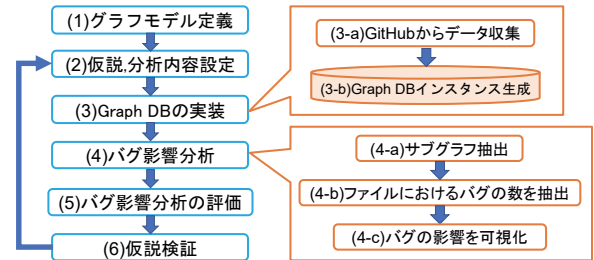 (1)グラフモデル定義
(2)仮説,分析内容設定
(3)Graph DBの実装
(4)バグ影響分析
(5)バグ影響分析の評価
(6)仮説検証
(3-a)GitHubからデータ収集
(3-b)Graph DBインスタンス生成
(4-a)サブグラフ抽出
(4-b)ファイルにおけるバグの数を抽出
(4-c)バグの影響を可視化